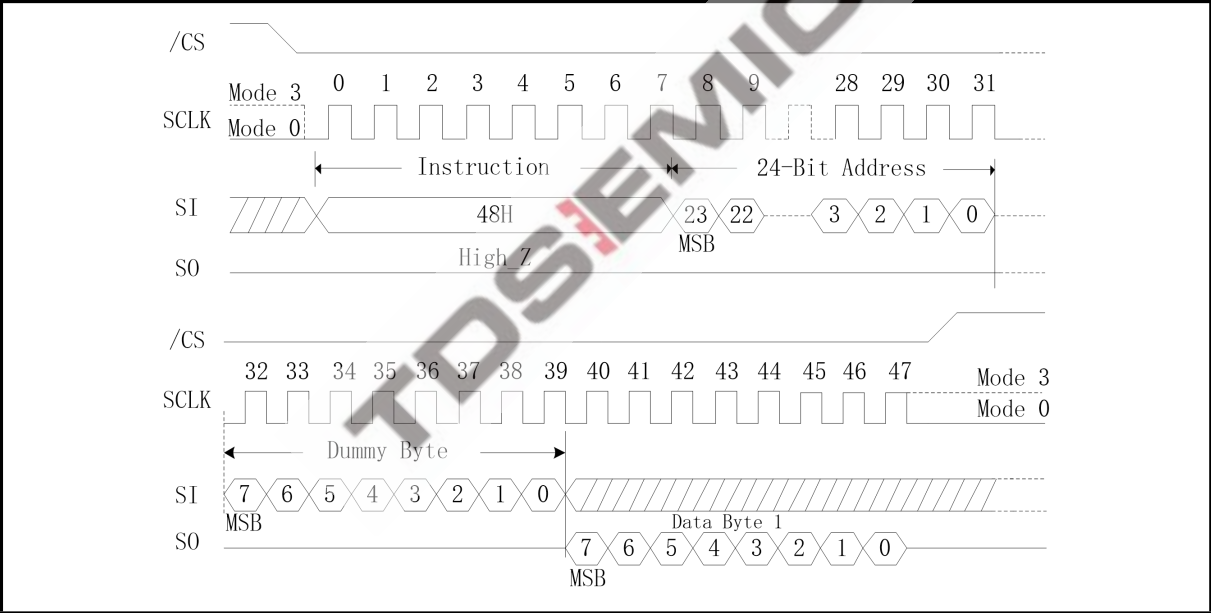 /CS
0 1 2 3 4 5 6 7 8 9 28 29 30 31
Mode 3
SCLK
Mode 0
Instruction 24-Bit Address
SI 48H 23 22 3 2 1 0
MSB
High_Z
SO
/CS
32 33 34 35 36 37 38 39 40 41 42 43 44 45 46 47
Mode 3
SCLK
Mode 0
Dummy Byte
SI 7 6 5 4 3 2 1 0
MSB
Data Byte 1
SO 7 6 5 4 3 2 1 0
MSB
TDSEMIC